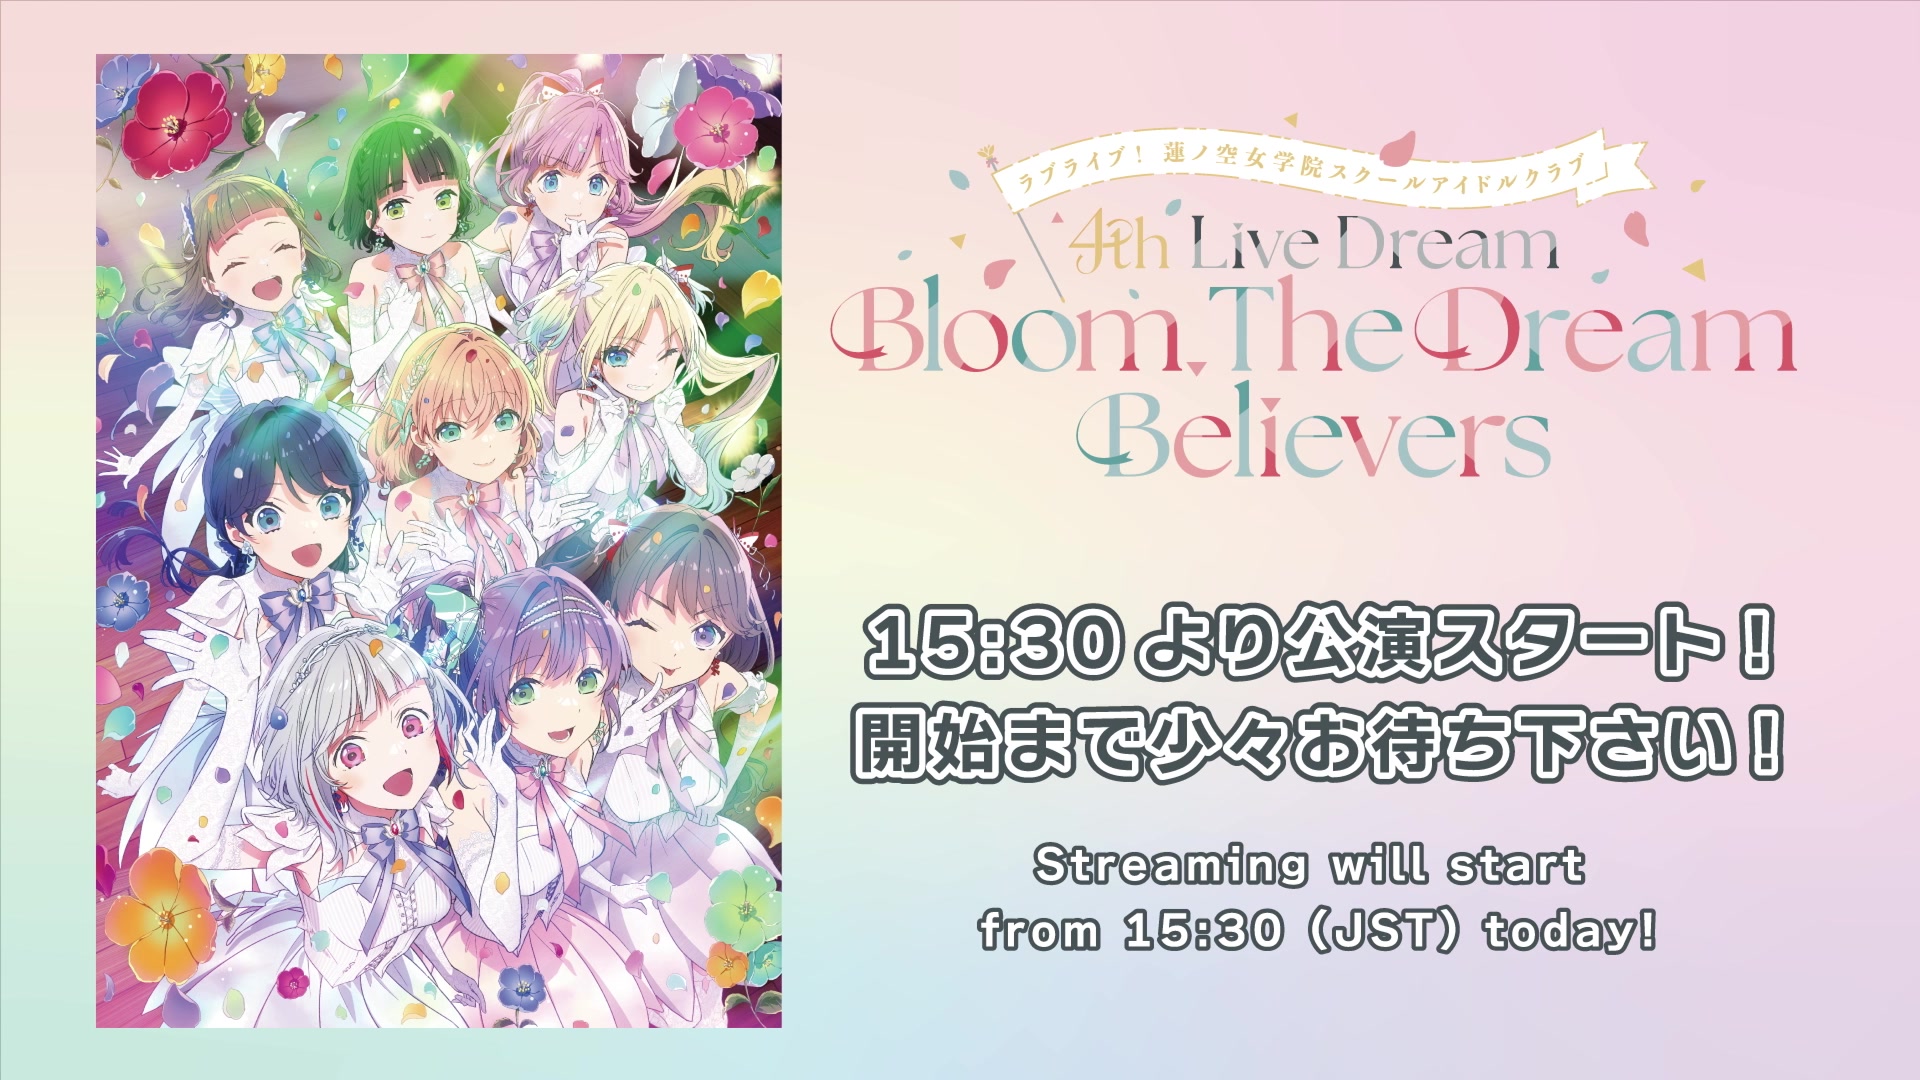 ラブライブ！蓮ノ空女学院スクールアイドルクラブ」
4th Live Dream
Bloom The Dream
Believers
15:30より公演スタート！
開始まで少々お待ち下さい！
Streaming will start
from 15:30（JST）today!